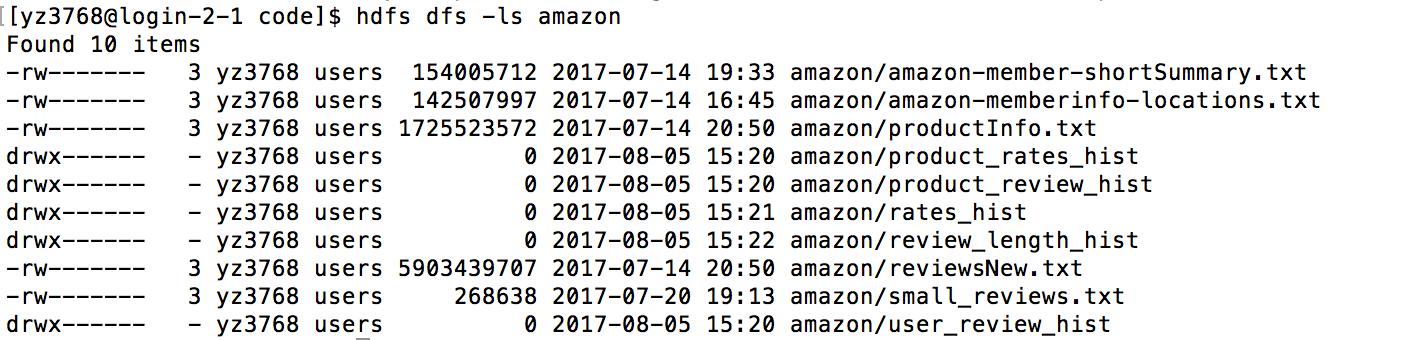 [[yz3768@login-2-1 code]$ hdfs dfs -ls amazon
Found 10 items
-rw-------   3 yz3768 users  154005712 2017-07-14 19:33 amazon/amazon-member-shortSummary.txt
-rw-------   3 yz3768 users  142507997 2017-07-14 16:45 amazon/amazon-memberinfo-locations.txt
-rw-------   3 yz3768 users 1725523572 2017-07-14 20:50 amazon/productInfo.txt
drwx------   - yz3768 users          0 2017-08-05 15:20 amazon/product_rates_hist
drwx------   - yz3768 users          0 2017-08-05 15:20 amazon/product_review_hist
drwx------   - yz3768 users          0 2017-08-05 15:21 amazon/rates_hist
drwx------   - yz3768 users          0 2017-08-05 15:22 amazon/review_length_hist
-rw-------   3 yz3768 users 5903439707 2017-07-14 20:50 amazon/reviewsNew.txt
-rw-------   3 yz3768 users     268638 2017-07-20 19:13 amazon/small_reviews.txt
drwx------   - yz3768 users          0 2017-08-05 15:20 amazon/user_review_hist